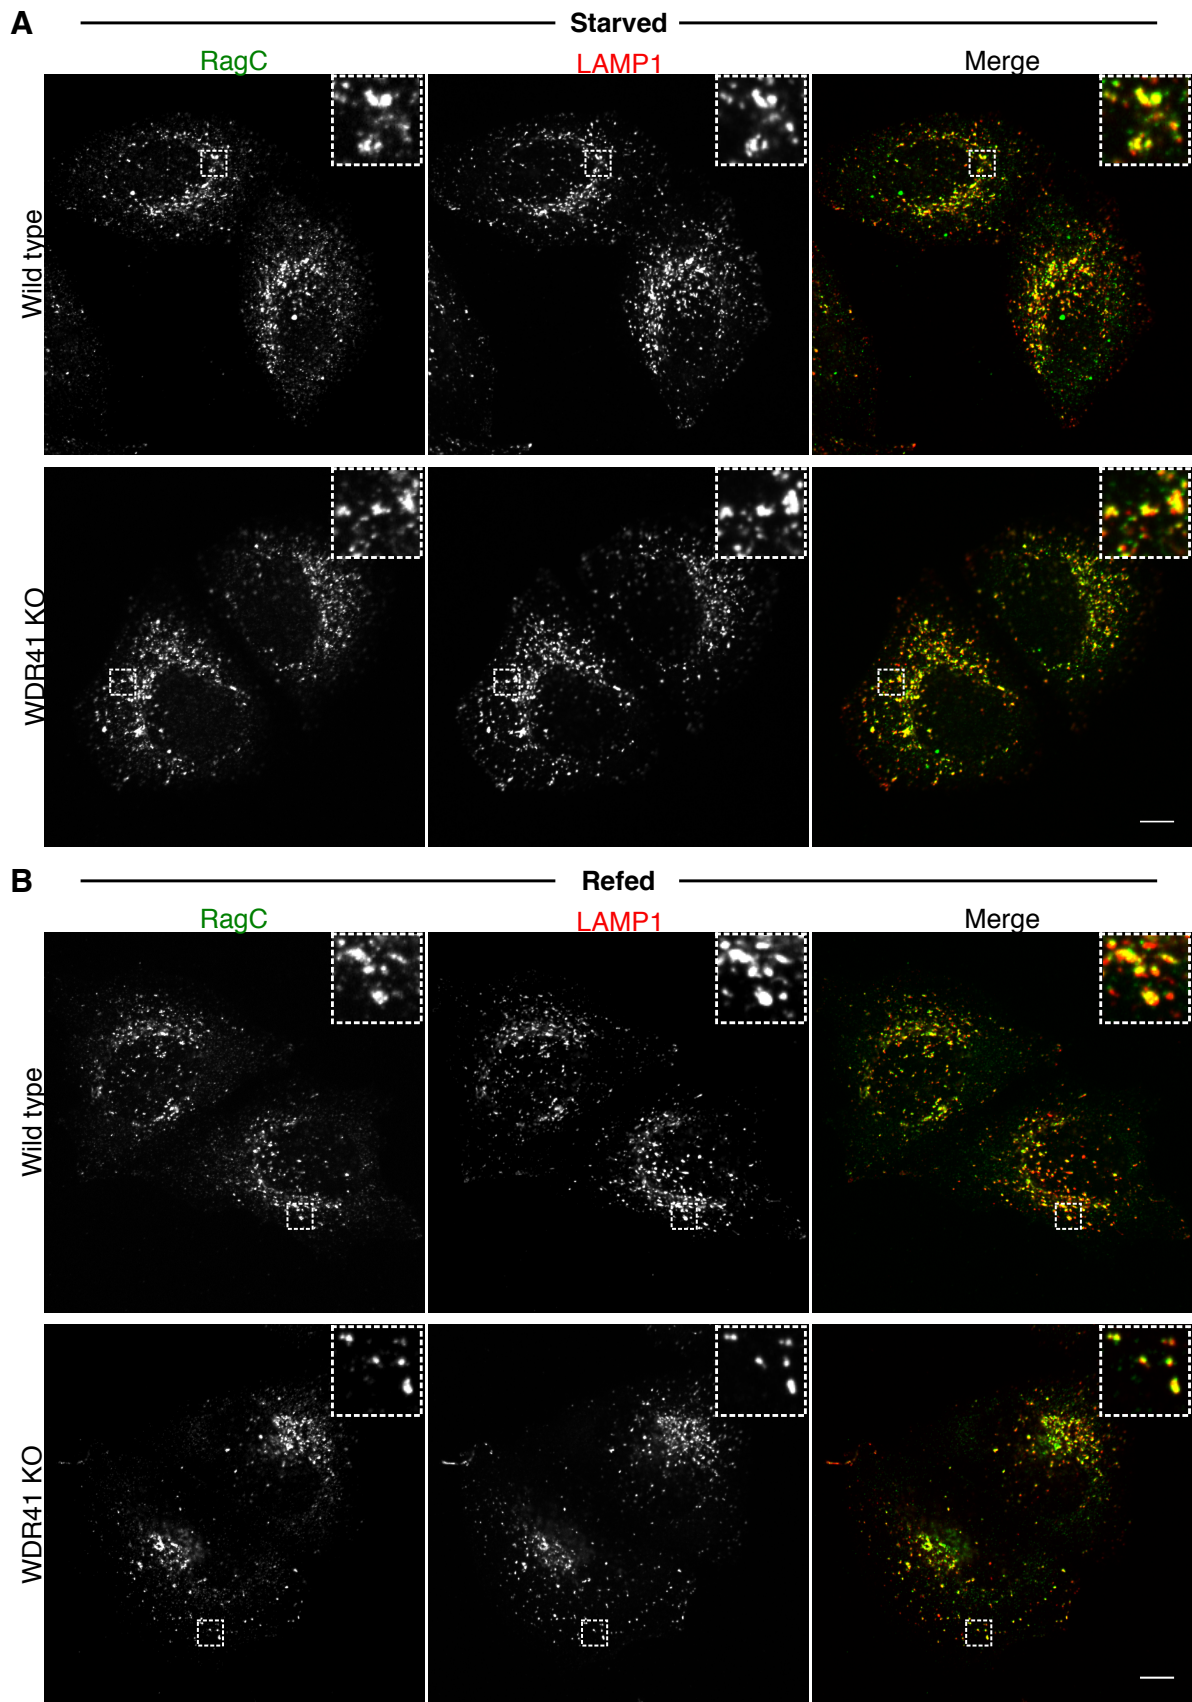 A
Starved
RagC LAMP1 Merge
Wild type
WDR41 KO
B
Refed
RagC LAMP1 Merge
Wild type
WDR41 KO